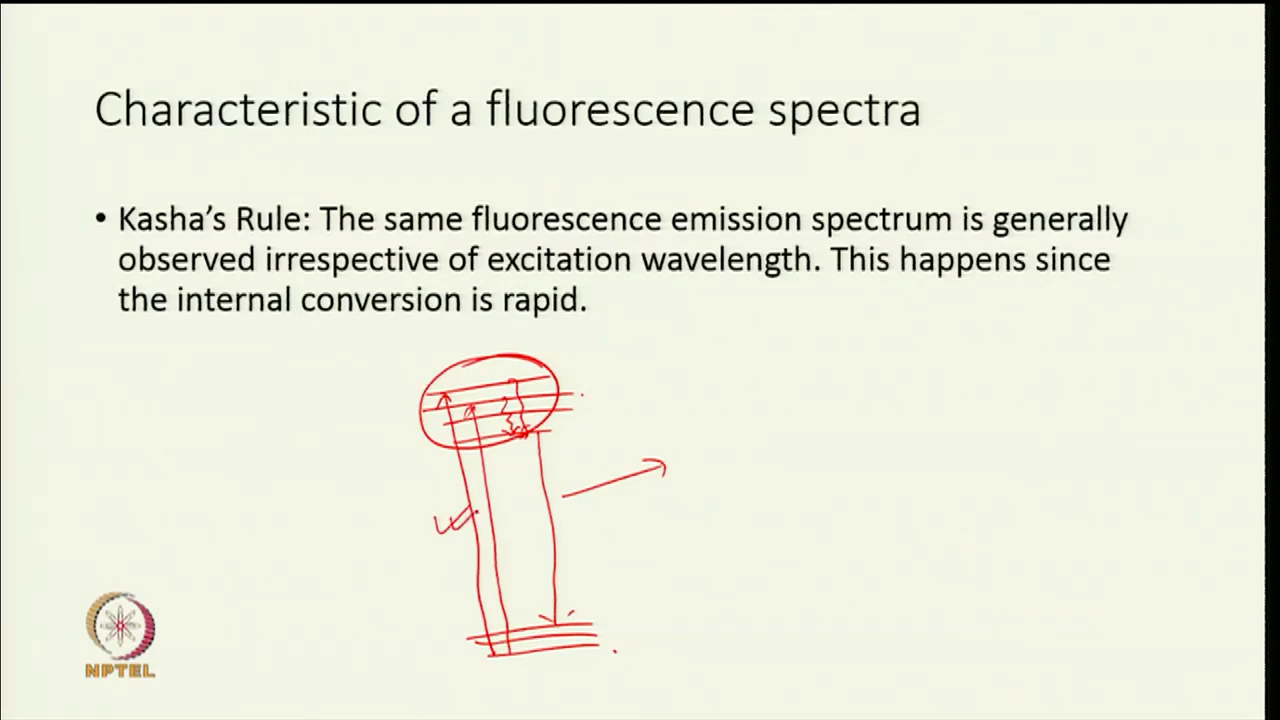 Characteristic of a fluorescence spectra
• Kasha’s Rule: The same fluorescence emission spectrum is generally
observed irrespective of excitation wavelength. This happens since
the internal conversion is rapid.
NPTEL